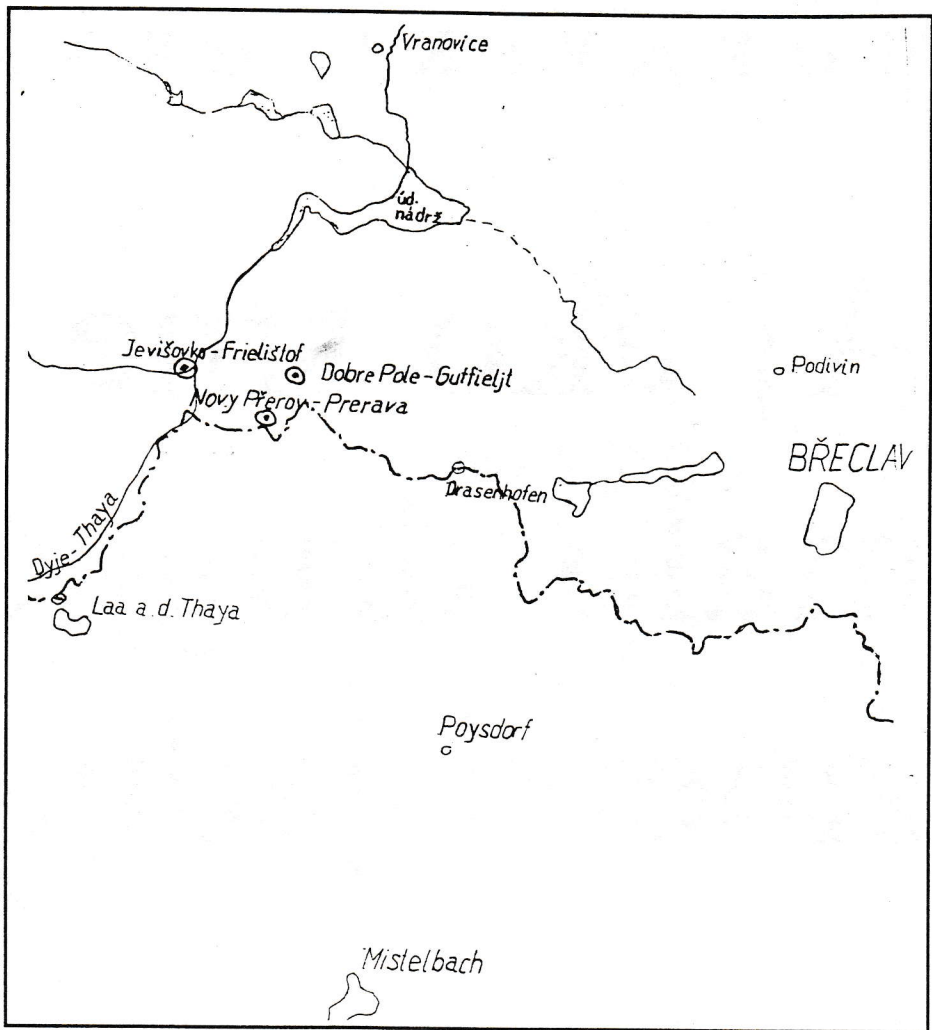 Vranovice
úd.
nádrž
Jevišovka-Frielištof
Dobre Pole-Gutfieljt
Novy Přerov-Prerava
Podivin
BŘECLAV
Drasenhofen
Dyje-Thaya
Laa a.d. Thaya
Poysdorf
Mistelbach